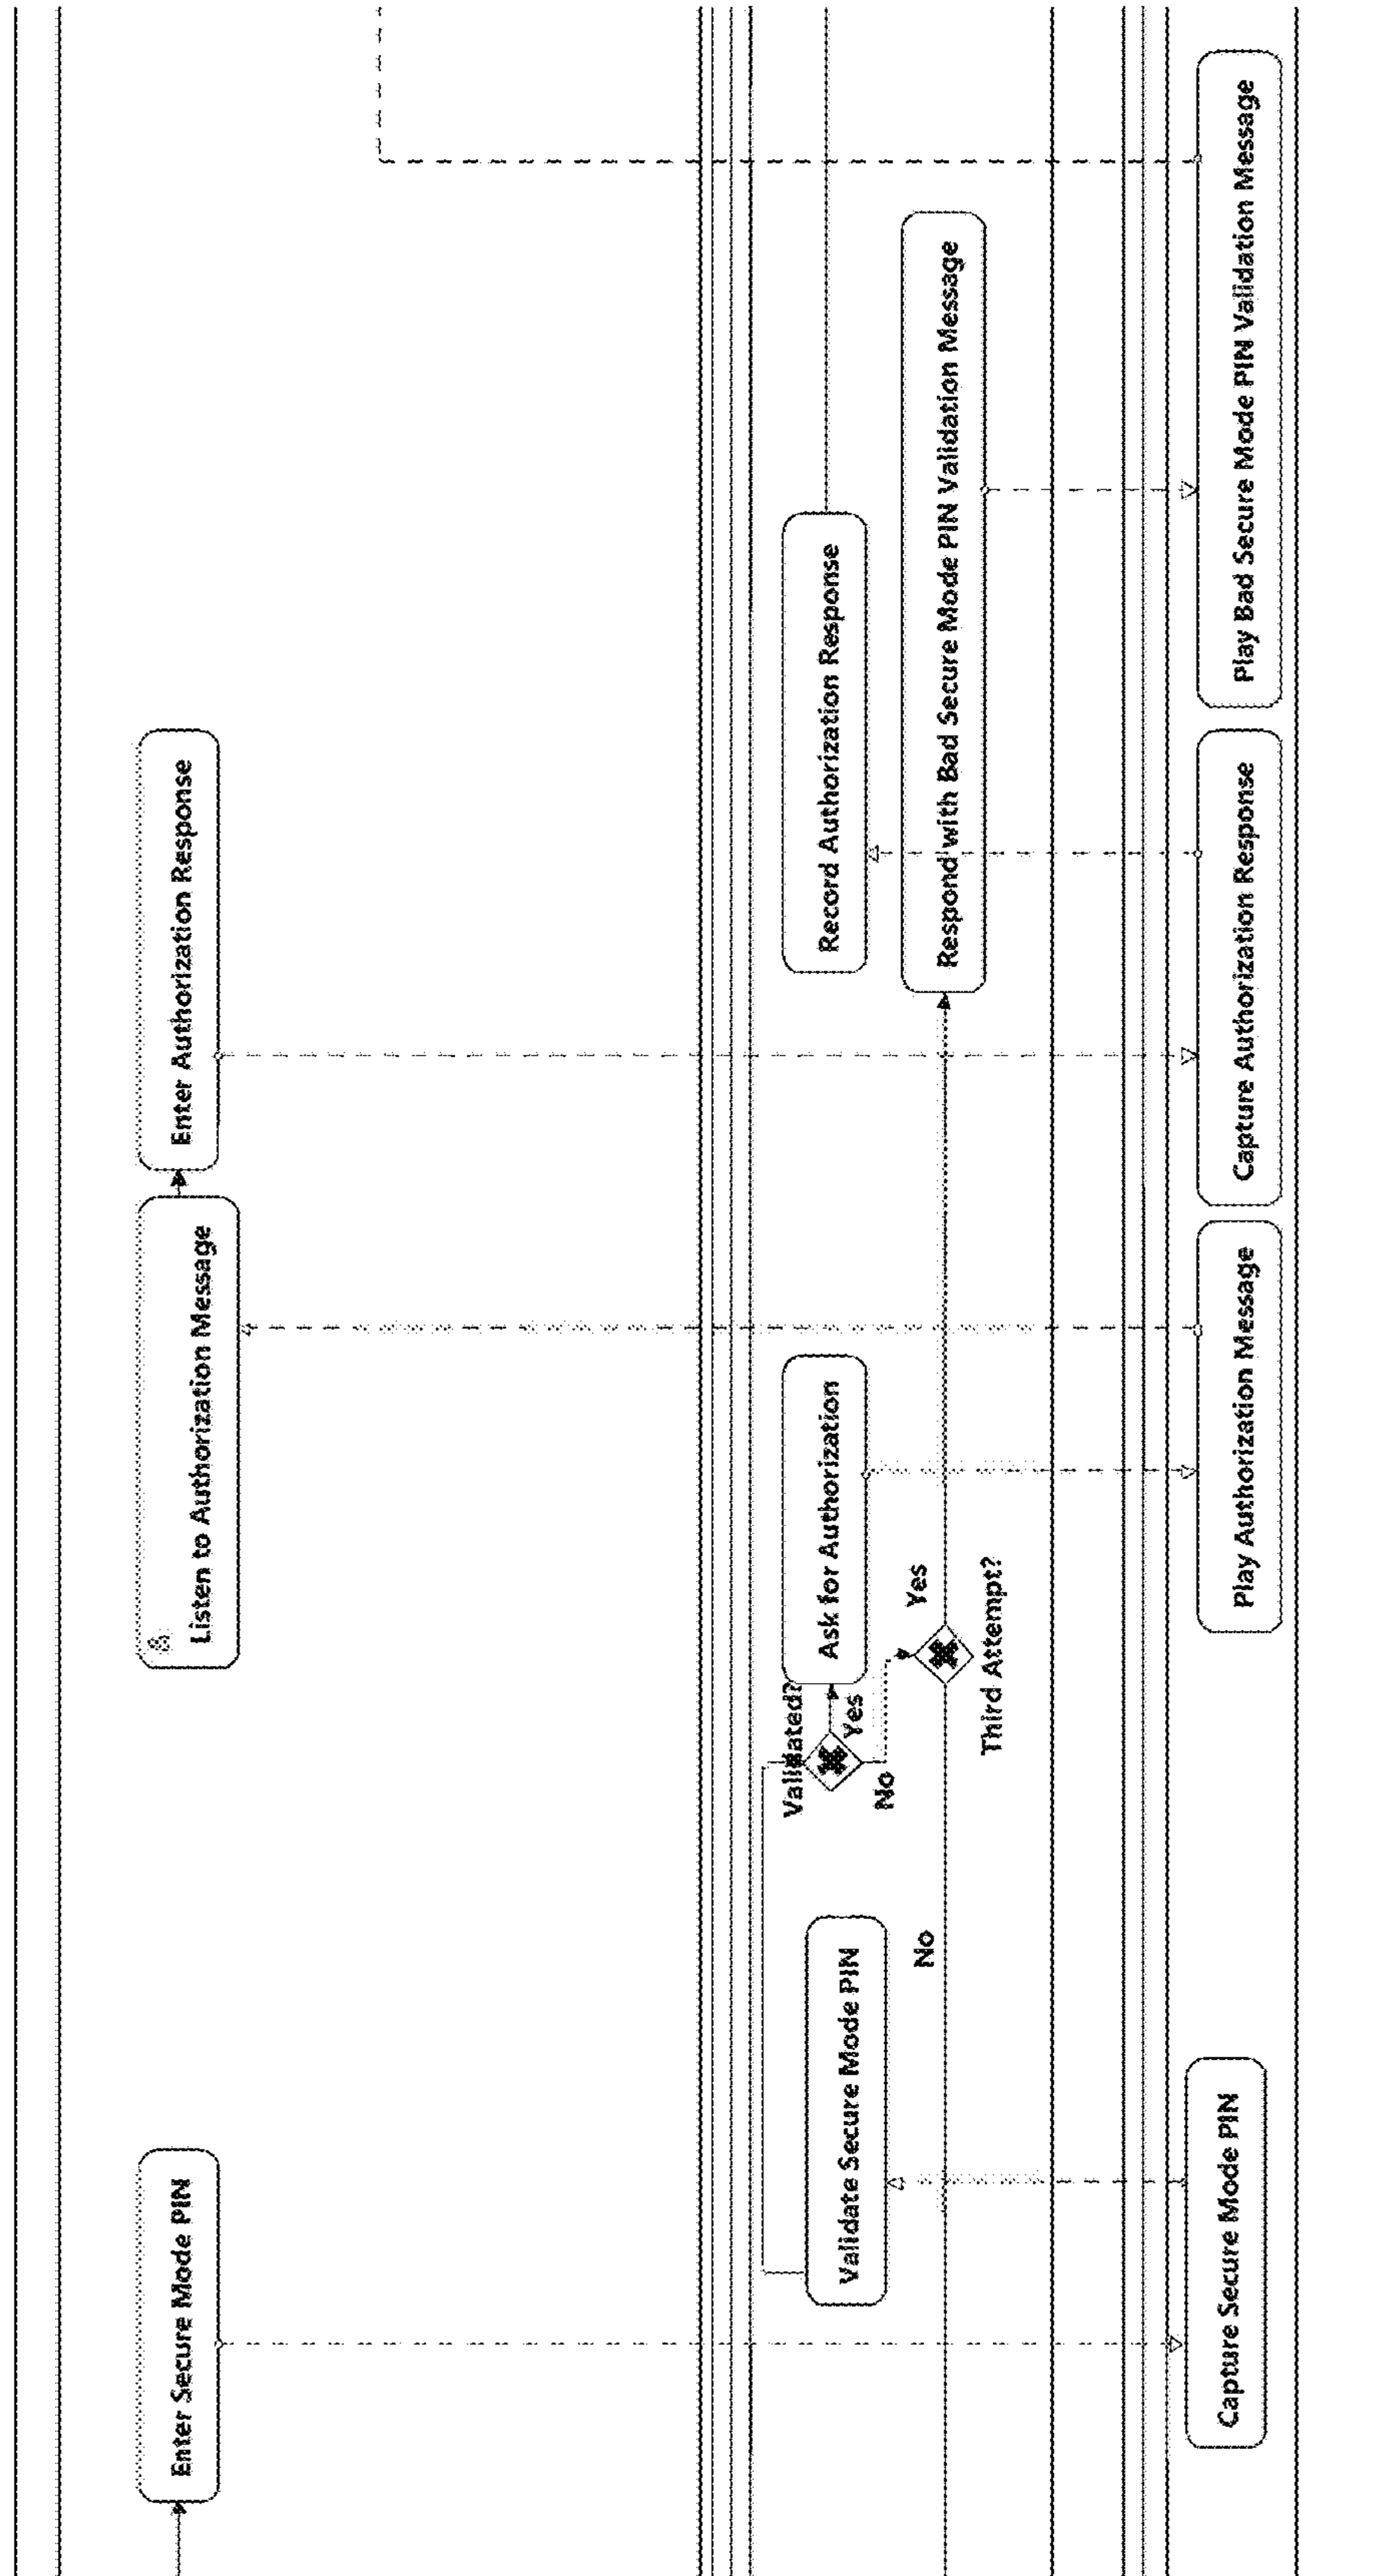 Enter Secure Mode PIN
Listen to Authorization Message
Enter Authorization Response
Validate Secure Mode PIN
Validated?
Yes
No
Ask for Authorization
Record Authorization Response
No
Yes
Third Attempt?
Respond with Bad Secure Mode PIN Validation Message
Capture Secure Mode PIN
Play Authorization Message
Capture Authorization Response
Play Bad Secure Mode PIN Validation Message